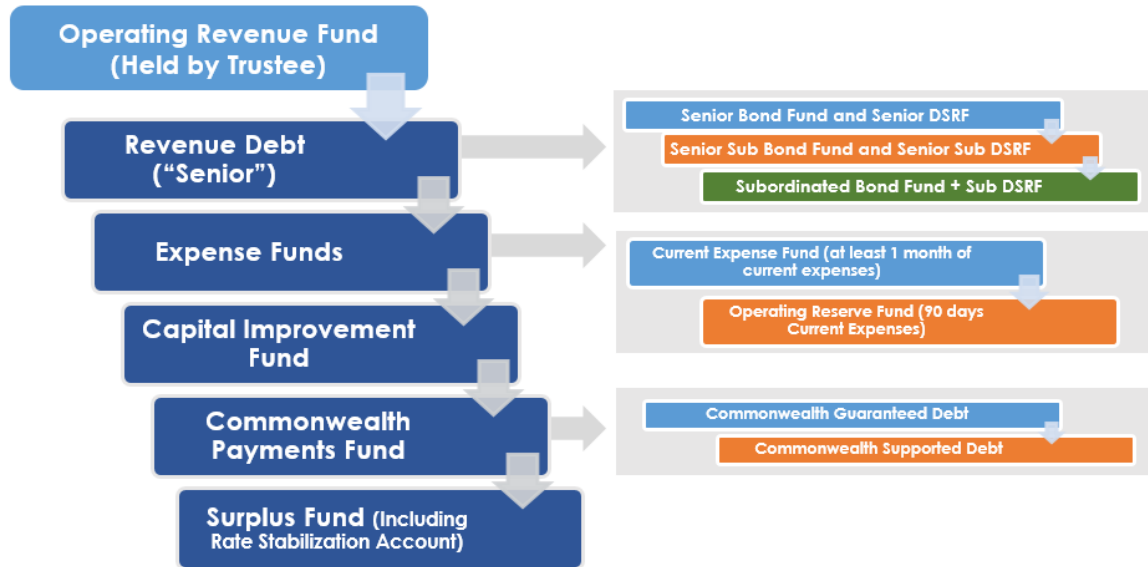 Operating Revenue Fund
(Held by Trustee)
Revenue Debt
(“Senior”)
Senior Bond Fund and Senior DSRF
Senior Sub Bond Fund and Senior Sub DSRF
Subordinated Bond Fund + Sub DSRF
Expense Funds
Current Expense Fund (at least 1 month of
current expenses)
Operating Reserve Fund (90 days
Current Expenses)
Capital Improvement
Fund
Commonwealth
Payments Fund
Commonwealth Guaranteed Debt
Commonwealth Supported Debt
Surplus Fund (Including
Rate Stabilization Account)